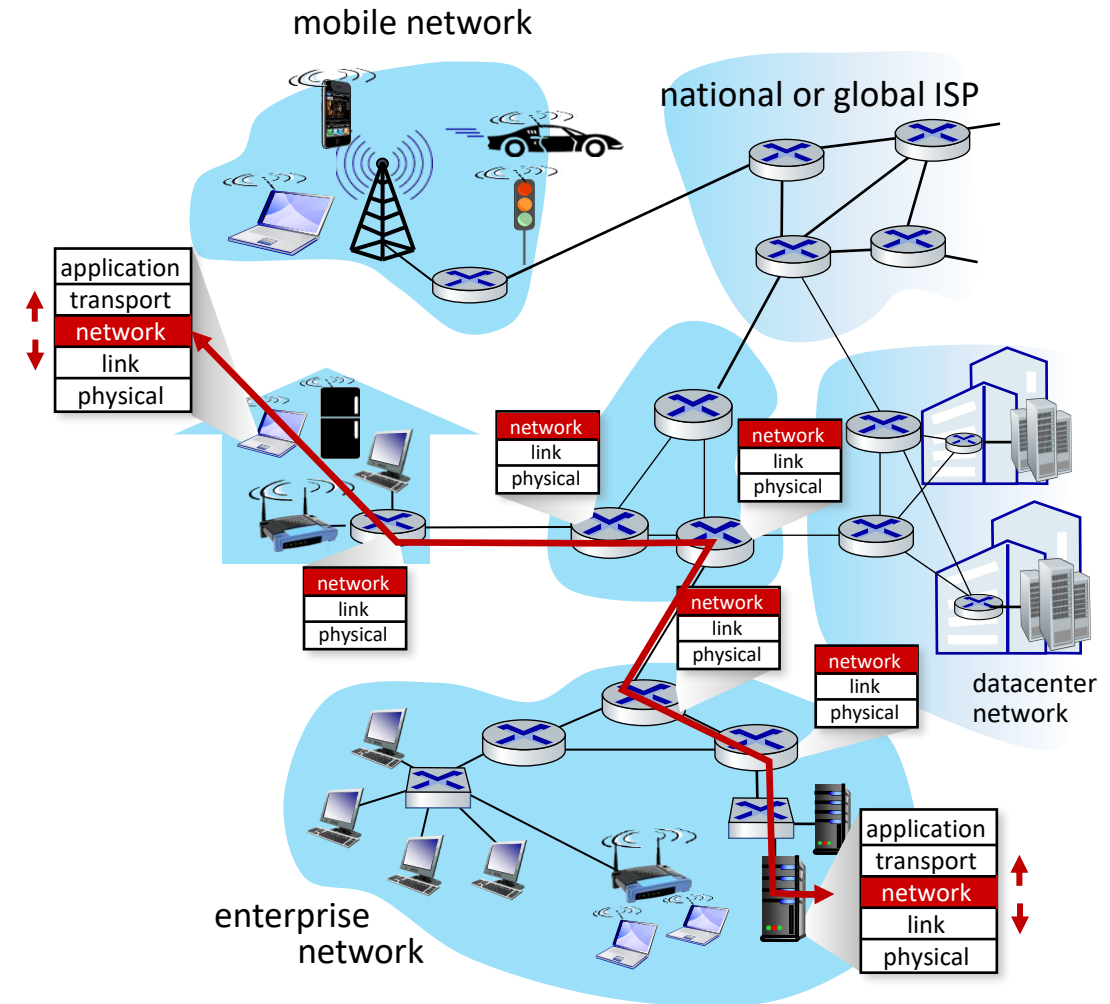 mobile network
national or global ISP
application
transport
network
link
physical
network
link
physical
network
link
physical
network
link
physical
network
link
physical
network
link
physical
datacenter
network
application
transport
network
link
physical
enterprise
network